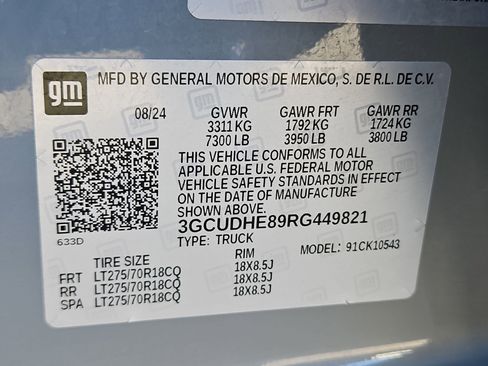 gm
MFD BY GENERAL MOTORS DE MEXICO, S. DE R.L. DE C.V.
08/24 GVWR GAWR FRT GAWR RR
3311 KG 1792 KG 1724 KG
7300 LB 3950 LB 3800 LB
THIS VEHICLE CONFORMS TO ALL
APPLICABLE U.S. FEDERAL MOTOR
VEHICLE SAFETY STANDARDS IN EFFECT
ON THE DATE OF MANUFACTURE
SHOWN ABOVE.
3GCUDHE89RG449821
633D
TYPE: TRUCK MODEL: 91CK10543
TIRE SIZE RIM
FRT LT275/70R18CQ 18X8.5J
RR LT275/70R18CQ 18X8.5J
SPA LT275/70R18CQ 18X8.5J